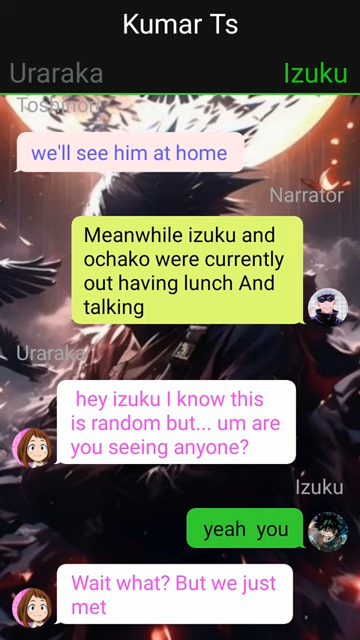 Kumar Ts
Uraraka Izuku
Toshinori
we'll see him at home
Narrator
Meanwhile izuku and
ochako were currently
out having lunch And
talking
Uraraka
hey izuku I know this
is random but... um are
you seeing anyone?
Izuku
yeah you
Wait what? But we just
met